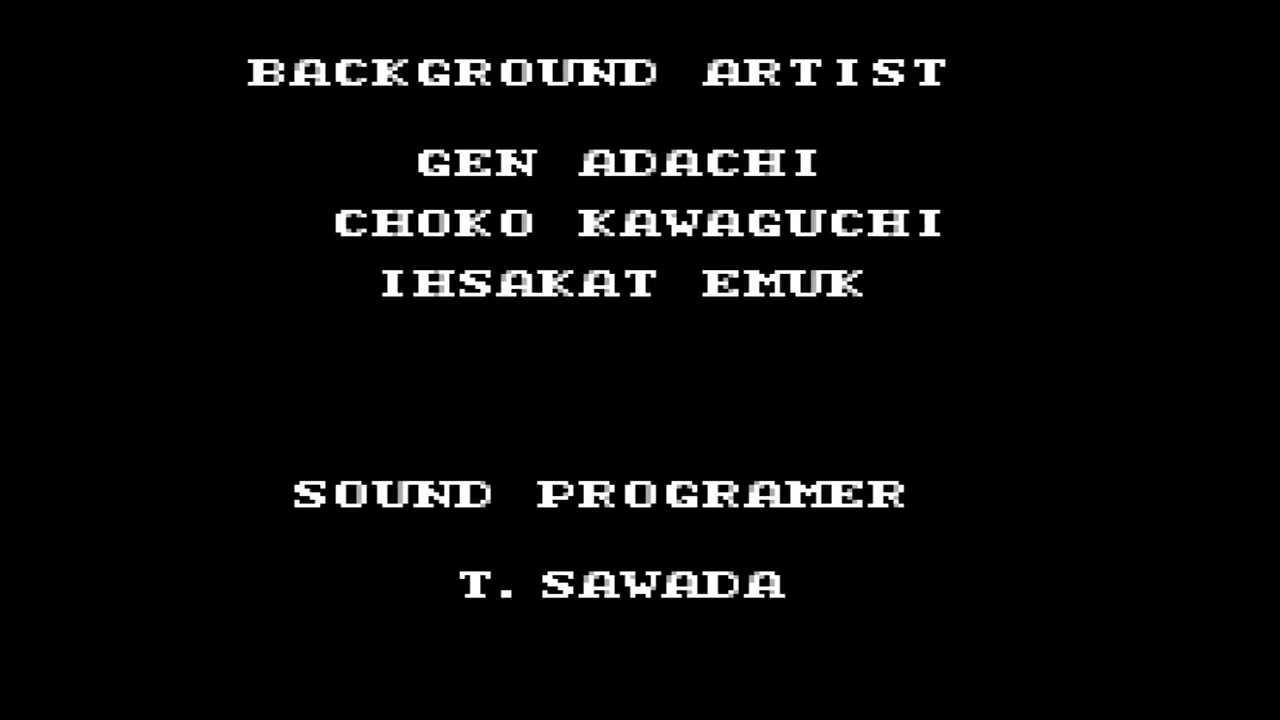 BACKGROUND ARTIST
GEN ADACHI
CHOKO KAWAGUCHI
IHSAKAT EMUK
SOUND PROGRAMER
T. SAWADA